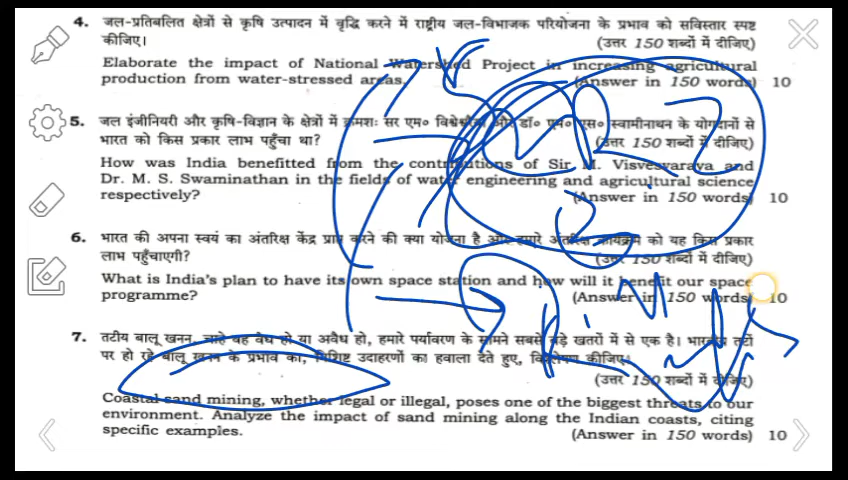 4. जल-प्रतिबलित क्षेत्रों से कृषि उत्पादन में वृद्धि करने में राष्ट्रीय जल-विभाजक परियोजना के प्रभाव को सविस्तार स्पष्ट
कीजिए। (उत्तर 150 शब्दों में दीजिए)
Elaborate the impact of National Watershed Project in increasing agricultural
production from water-stressed areas. (Answer in 150 words) 10
5. जल इंजीनियरी और कृषि-विज्ञान के क्षेत्रों में क्रमशः सर एम॰ विश्वेश्वरैया और डॉ॰ एम॰ एस॰ स्वामीनाथन के योगदानों से
भारत को किस प्रकार लाभ पहुँचा था? (उत्तर 150 शब्दों में दीजिए)
How was India benefitted from the contributions of Sir M. Visvesvaraya and
Dr. M. S. Swaminathan in the fields of water engineering and agricultural science
respectively? (Answer in 150 words) 10
6. भारत की अपना स्वयं का अंतरिक्ष केंद्र प्राप्त करने की क्या योजना है और हमारे अंतरिक्ष कार्यक्रम को यह किस प्रकार
लाभ पहुँचाएगी? (उत्तर 150 शब्दों में दीजिए)
What is India's plan to have its own space station and how will it benefit our space
programme? (Answer in 150 words) 10
7. तटीय बालू खनन, चाहे वह वैध हो या अवैध हो, हमारे पर्यावरण के सामने सबसे बड़े खतरों में से एक है। भारतीय तटों
पर हो रहे बालू खनन के प्रभाव का, विशिष्ट उदाहरणों का हवाला देते हुए, विश्लेषण कीजिए।
(उत्तर 150 शब्दों में दीजिए)
Coastal sand mining, whether legal or illegal, poses one of the biggest threats to our
environment. Analyze the impact of sand mining along the Indian coasts, citing
specific examples. (Answer in 150 words) 10